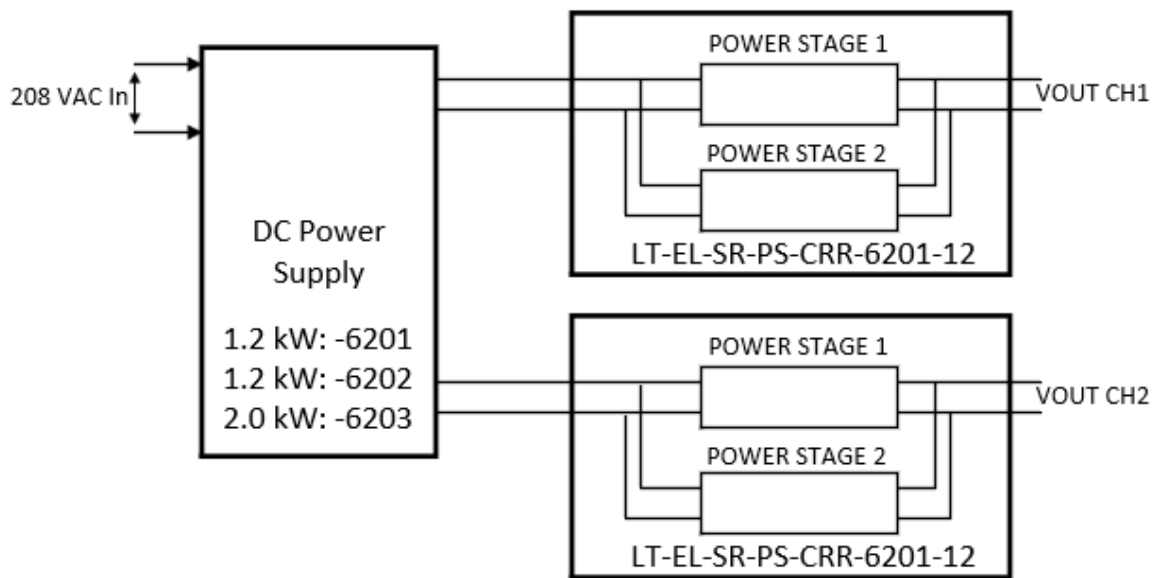 208 VAC In
DC Power
Supply
1.2 kW: -6201
1.2 kW: -6202
2.0 kW: -6203
POWER STAGE 1
POWER STAGE 2
LT-EL-SR-PS-CRR-6201-12
VOUT CH1
POWER STAGE 1
POWER STAGE 2
LT-EL-SR-PS-CRR-6201-12
VOUT CH2